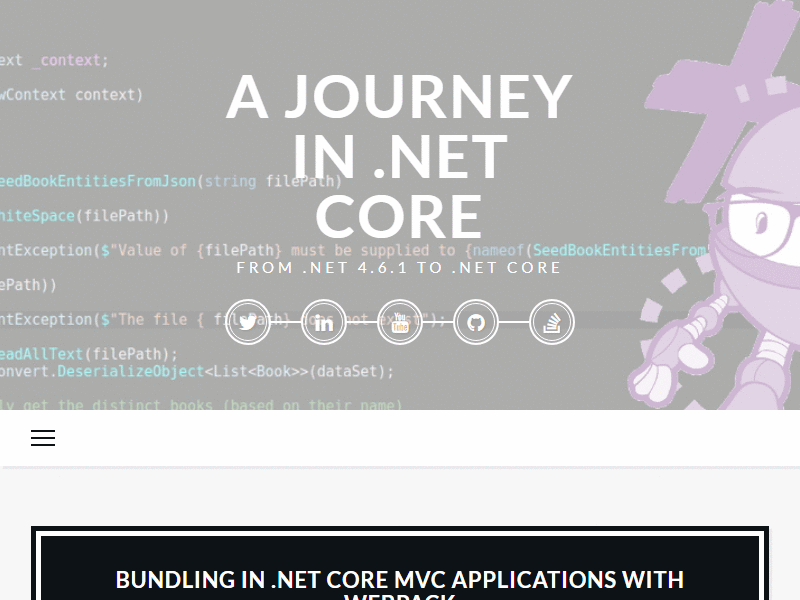 ext _context;
wContext context)
A JOURNEY
IN .NET
CORE
eedBookEntitiesFromJson(string filePath)
hiteSpace(filePath))
ntException($"Value of {filePath} must be supplied to {nameof(SeedBookEntitiesFrom
FROM .NET 4.6.1 TO .NET CORE
ePath))
ntException($"The file { filePath} does not exist");
You
Tube
in
eadAllText(filePath);
onvert.DeserializeObject<List<Book>>(dataSet);
ly get the distinct books (based on their name)
BUNDLING IN .NET CORE MVC APPLICATIONS WITH
WEBPACK